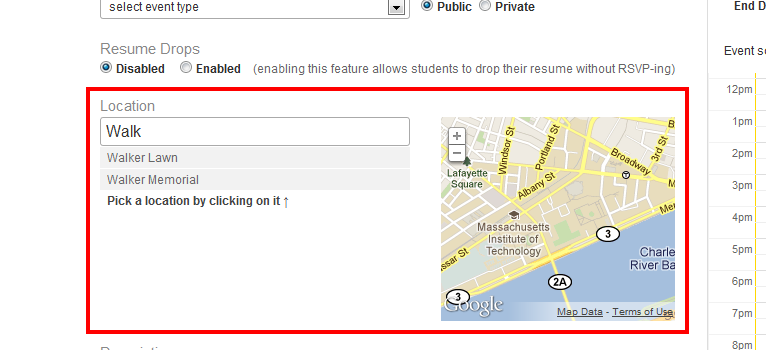 select event type
Public
Private
End D
Resume Drops
Disabled
Enabled
(enabling this feature allows students to drop their resume without RSVP-ing)
Event s
Location
Walk
Walker Lawn
Walker Memorial
Pick a location by clicking on it ↑
+
−
Windsor St
Portland St
Broadway
3rd St
Lafayette
Square
Albany St
Massachusetts
Institute of
Technology
3
Charle
River Ba
ssar St
2A
3
Google
Map Data - Terms of Use
12pm
1pm
2pm
3pm
4pm
5pm
6pm
7pm